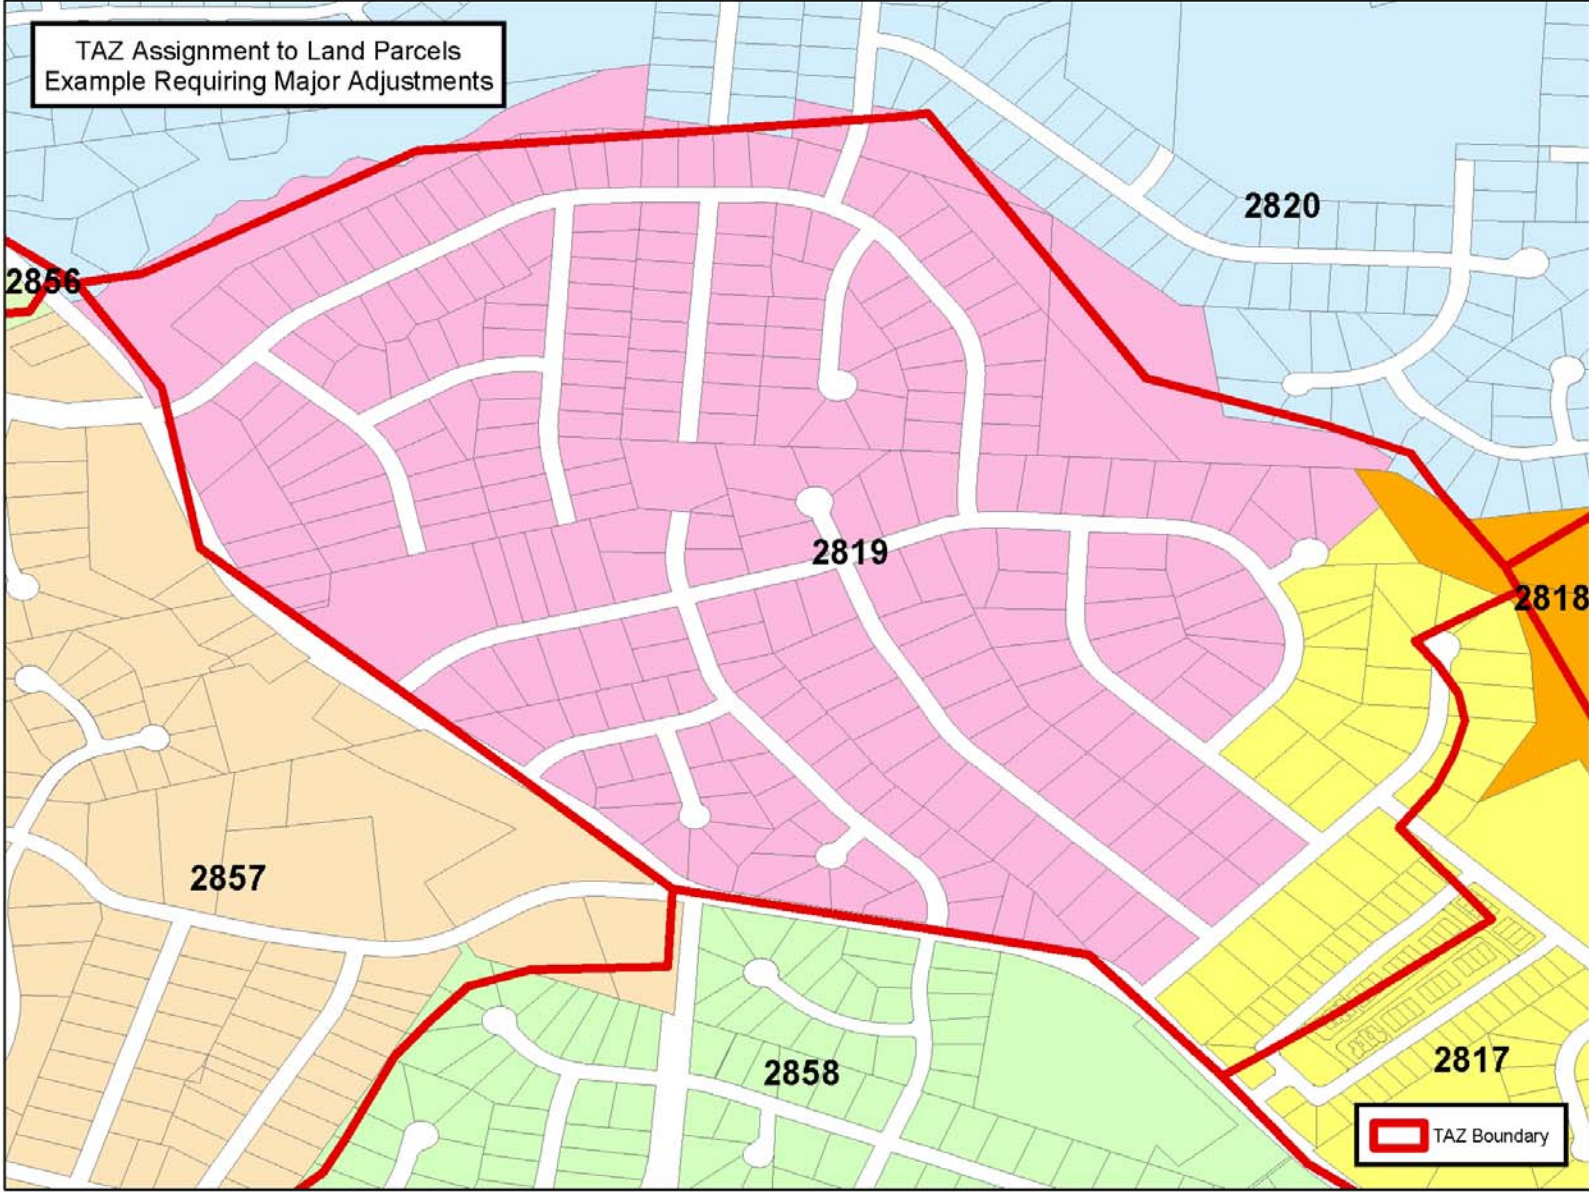 TAZ Assignment to Land Parcels
Example Requiring Major Adjustments
2820
2856
2819
2818
2857
2858
2817
TAZ Boundary